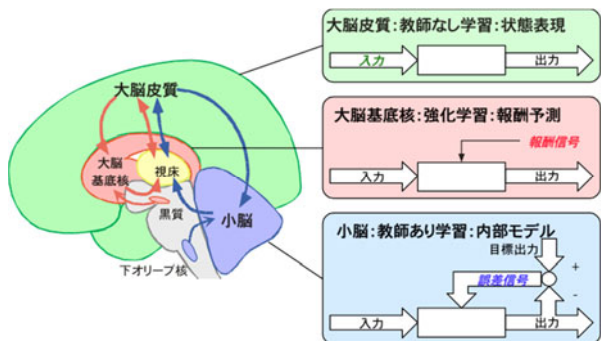 大脳皮質
大脳
基底核
視床
黒質
小脳
下オリーブ核
大脳皮質:教師なし学習:状態表現
入力
出力
大脳基底核:強化学習:報酬予測
報酬信号
入力
出力
小脳:教師あり学習:内部モデル
目標出力
+
誤差信号
-
入力
出力